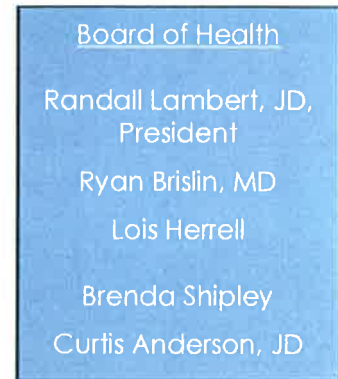 Board of Health
Randall Lambert, JD,
President
Ryan Brislin, MD
Lois Herrell
Brenda Shipley
Curtis Anderson, JD